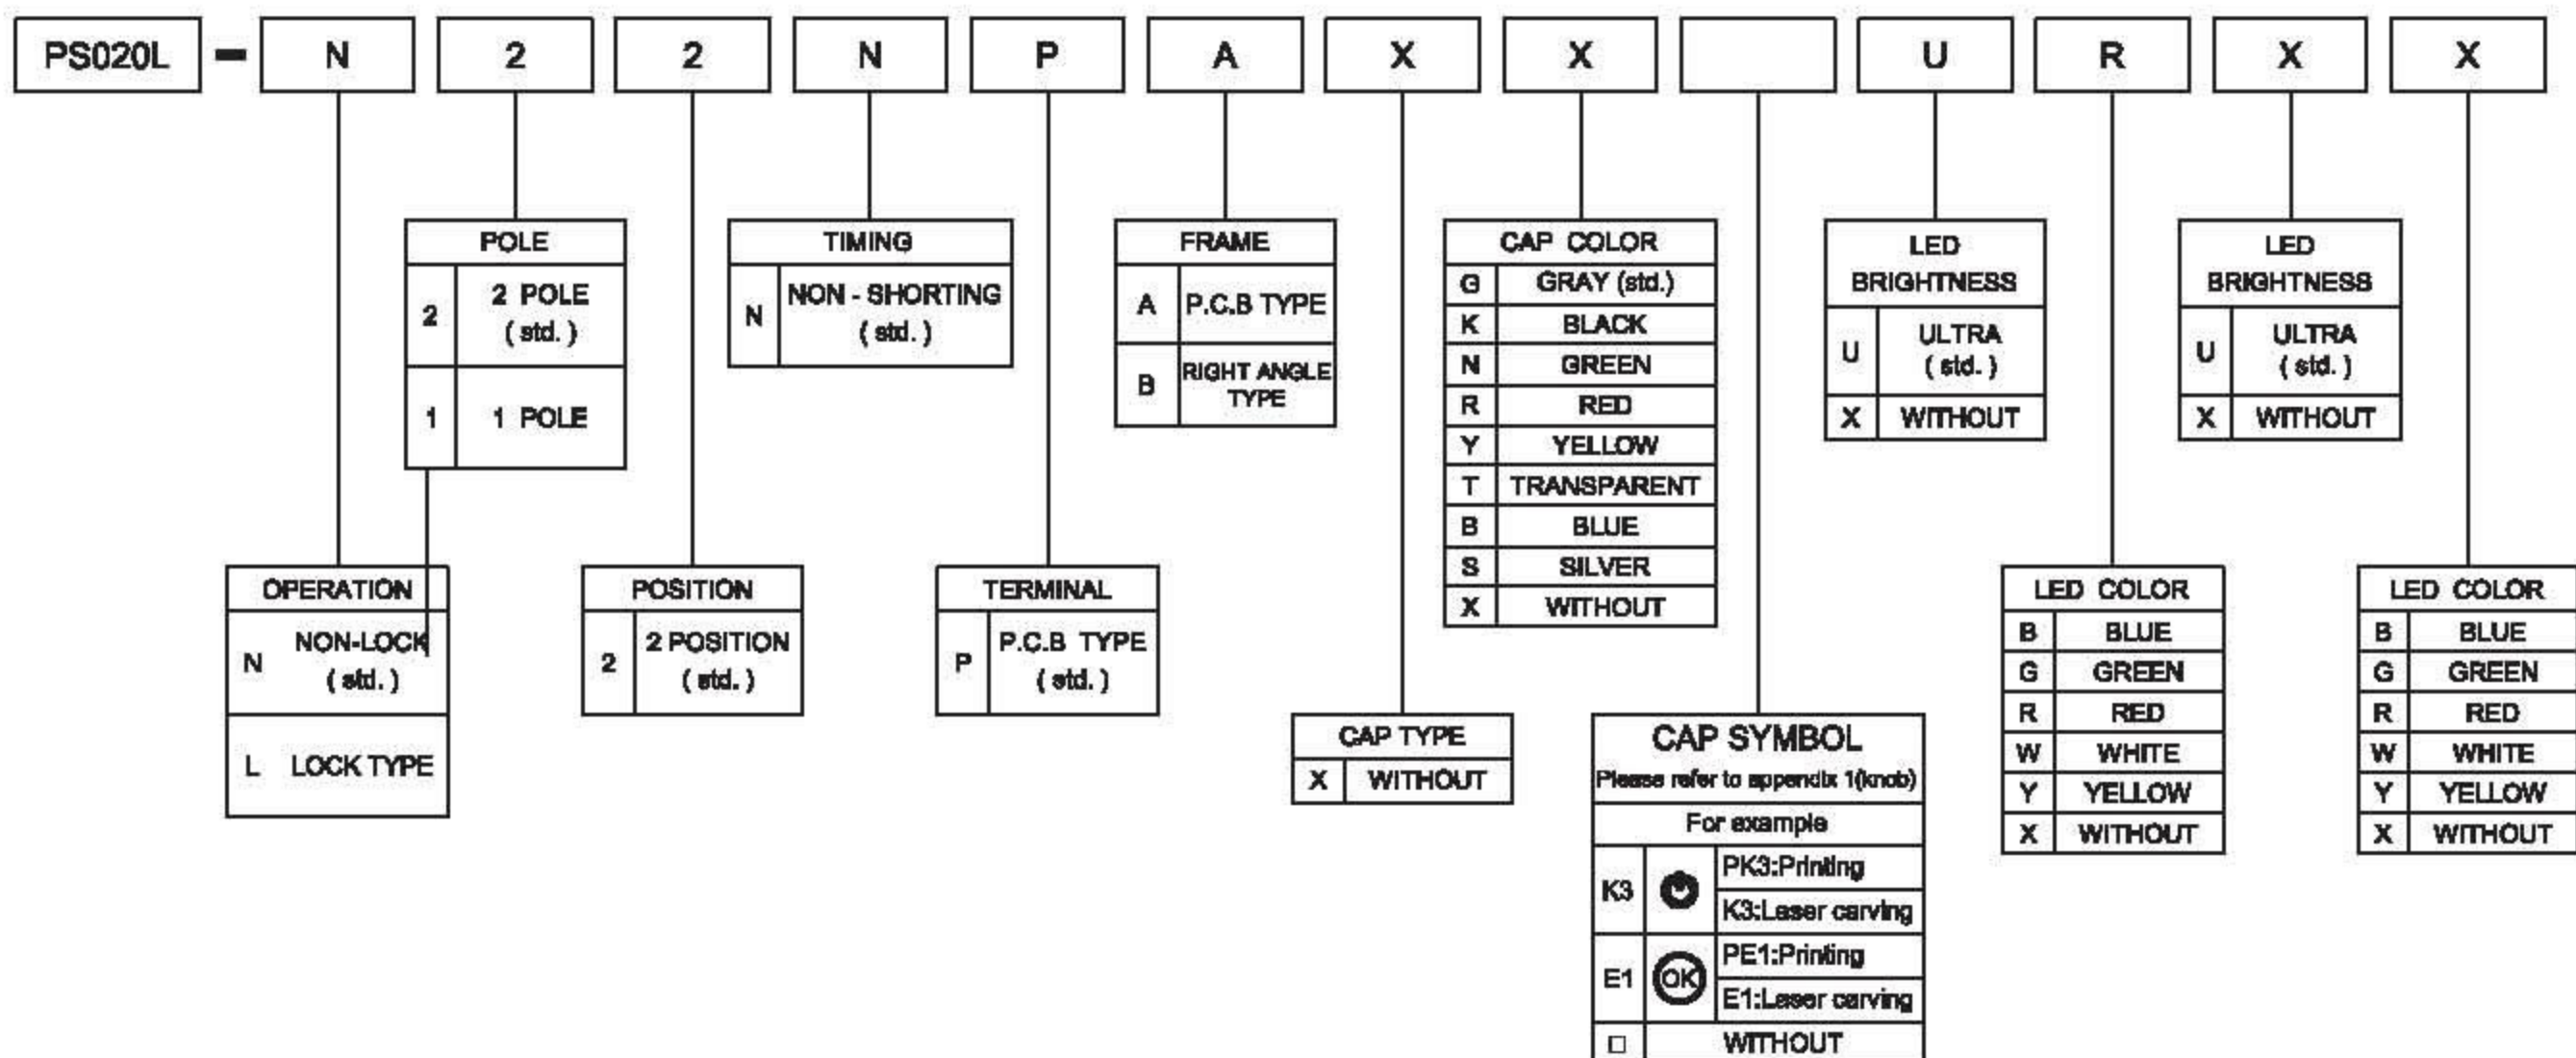 PS020L - N 2 2 N P A X X U R X X
POLE
2 2 POLE
( std. )
1 1 POLE
TIMING
N NON - SHORTING
( std. )
FRAME
A P.C.B TYPE
B RIGHT ANGLE
TYPE
CAP COLOR
G GRAY (std.)
K BLACK
N GREEN
R RED
Y YELLOW
T TRANSPARENT
B BLUE
S SILVER
X WITHOUT
LED
BRIGHTNESS
U ULTRA
( std. )
X WITHOUT
LED
BRIGHTNESS
U ULTRA
( std. )
X WITHOUT
OPERATION
N NON-LOCK
( std. )
L LOCK TYPE
POSITION
2 2 POSITION
( std. )
TERMINAL
P P.C.B TYPE
( std. )
CAP TYPE
X WITHOUT
CAP SYMBOL
Please refer to appendix 1(knob)
For example
K3 PK3:Printing
K3:Laser carving
E1 OK PE1:Printing
E1:Laser carving
□ WITHOUT
LED COLOR
B BLUE
G GREEN
R RED
W WHITE
Y YELLOW
X WITHOUT
LED COLOR
B BLUE
G GREEN
R RED
W WHITE
Y YELLOW
X WITHOUT